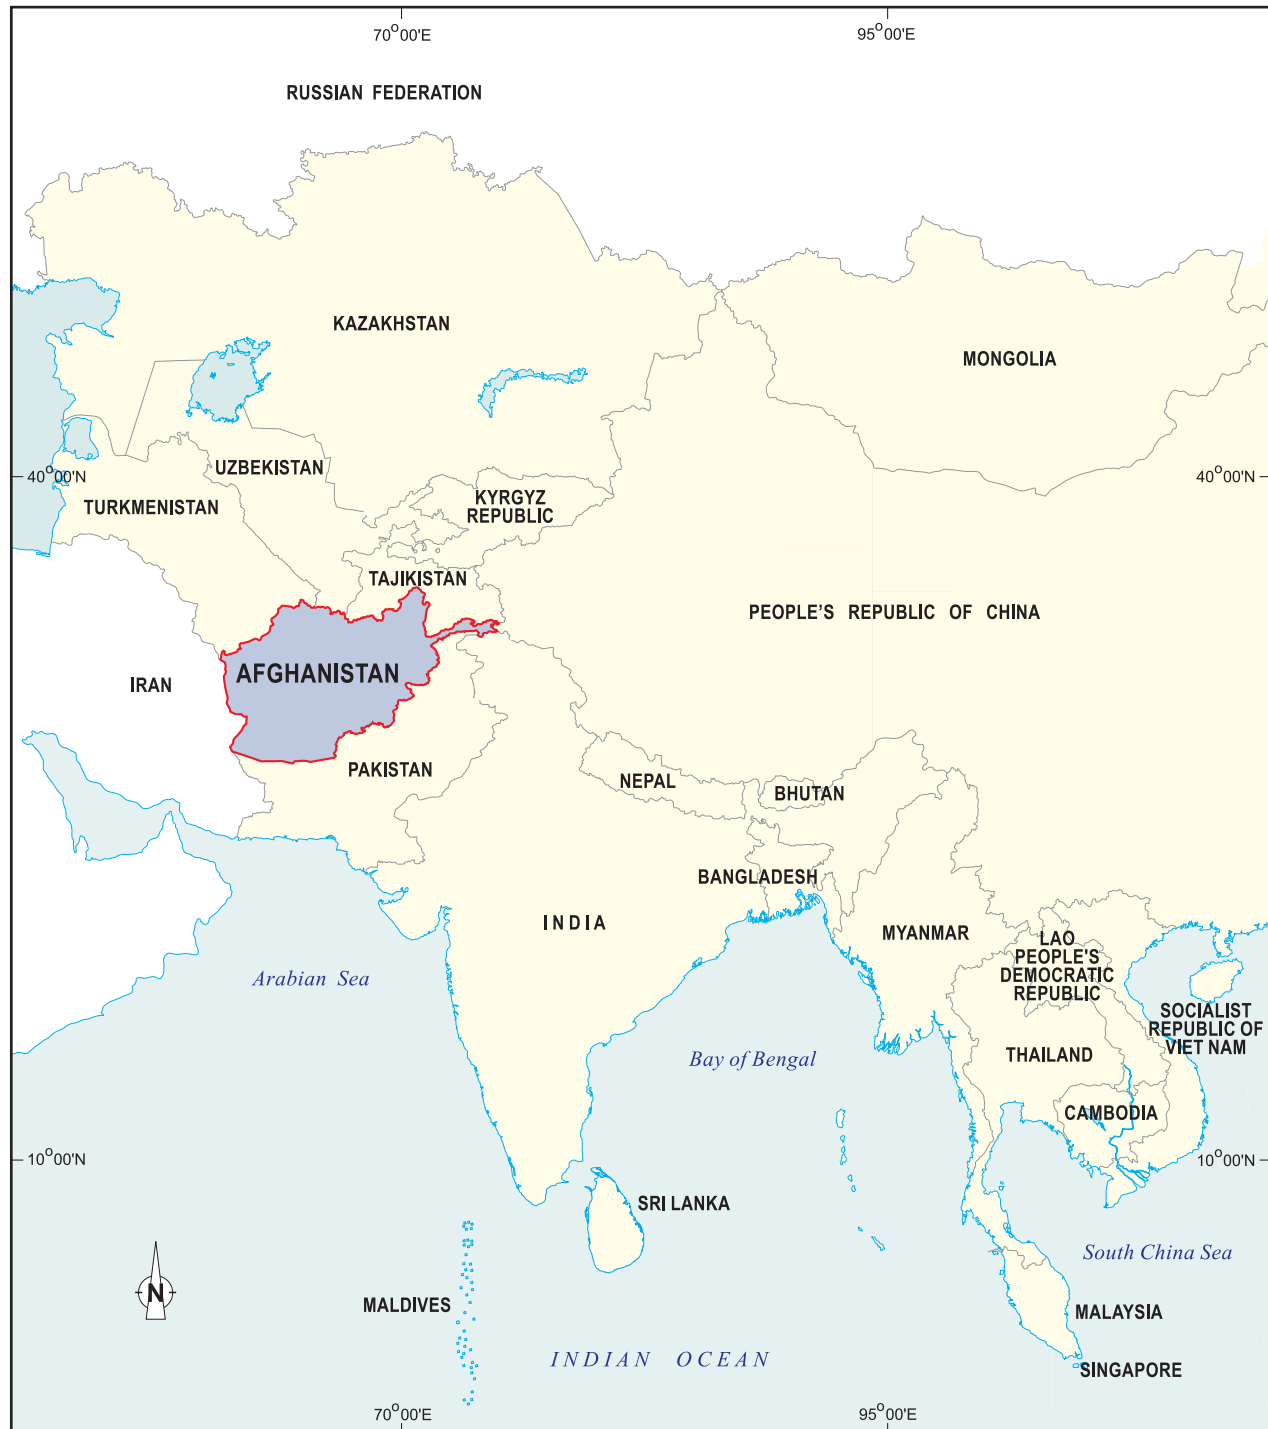 70°00'E
95°00'E
RUSSIAN FEDERATION
KAZAKHSTAN
MONGOLIA
UZBEKISTAN
40°00'N
40°00'N
TURKMENISTAN
KYRGYZ
REPUBLIC
TAJIKISTAN
PEOPLE'S REPUBLIC OF CHINA
AFGHANISTAN
IRAN
PAKISTAN
NEPAL
BHUTAN
BANGLADESH
INDIA
MYANMAR
LAO
PEOPLE'S
DEMOCRATIC
REPUBLIC
Arabian Sea
SOCIALIST
REPUBLIC OF
VIET NAM
THAILAND
Bay of Bengal
CAMBODIA
10°00'N
10°00'N
SRI LANKA
South China Sea
N
MALDIVES
MALAYSIA
INDIAN OCEAN
SINGAPORE
70°00'E
95°00'E